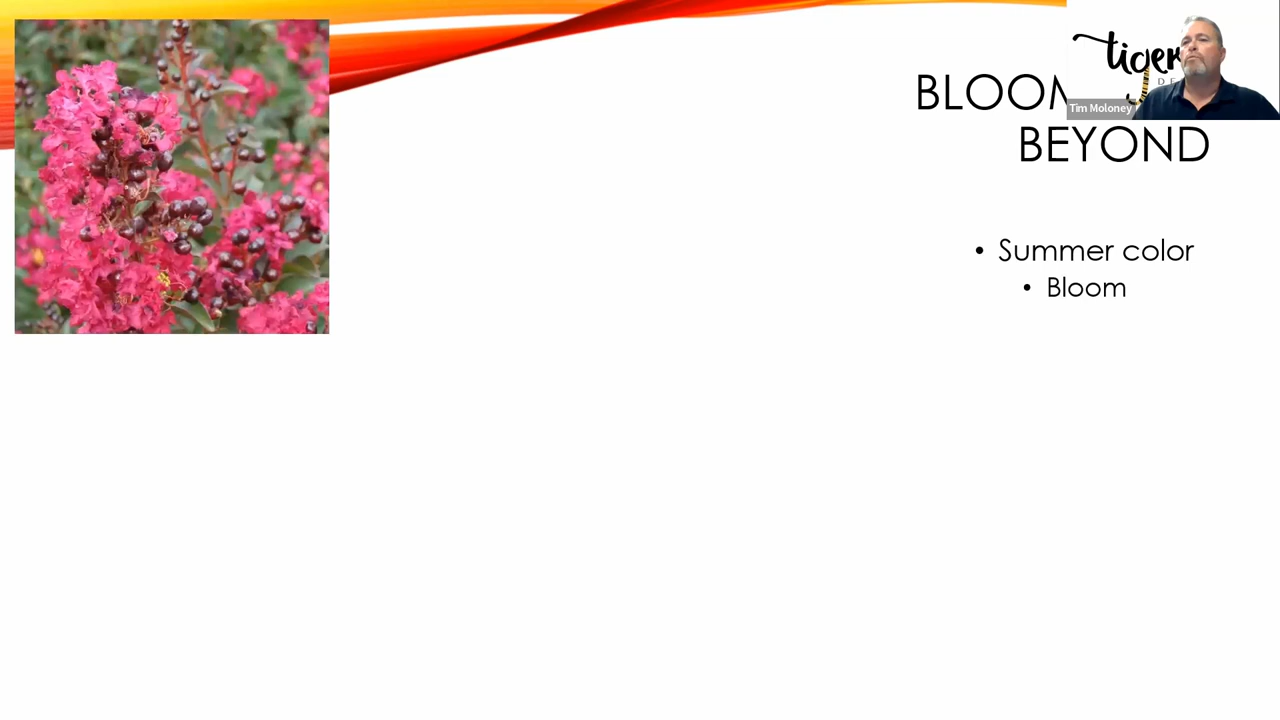 tiger
BLOOM
Tim Moloney
BEYOND
• Summer color
• Bloom